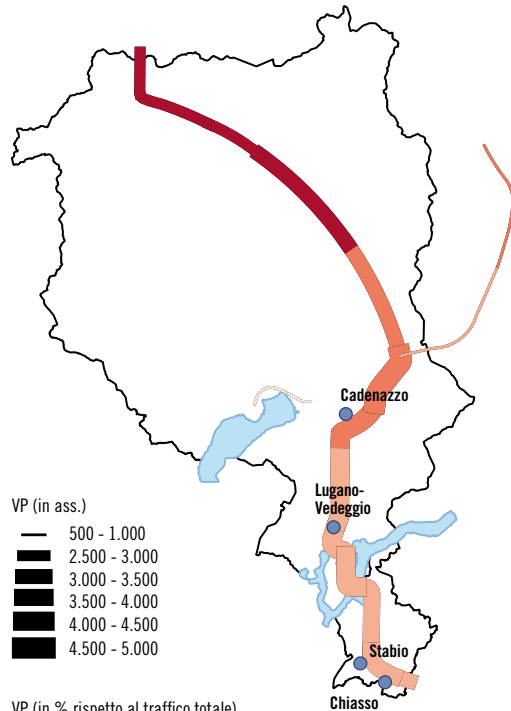 Cadenazzo
Lugano-
Vedeggio
VP (in ass.)
500 - 1.000
2.500 - 3.000
3.000 - 3.500
3.500 - 4.000
4.000 - 4.500
4.500 - 5.000
Stabio
Chiasso
VP (in % rispetto al traffico totale)